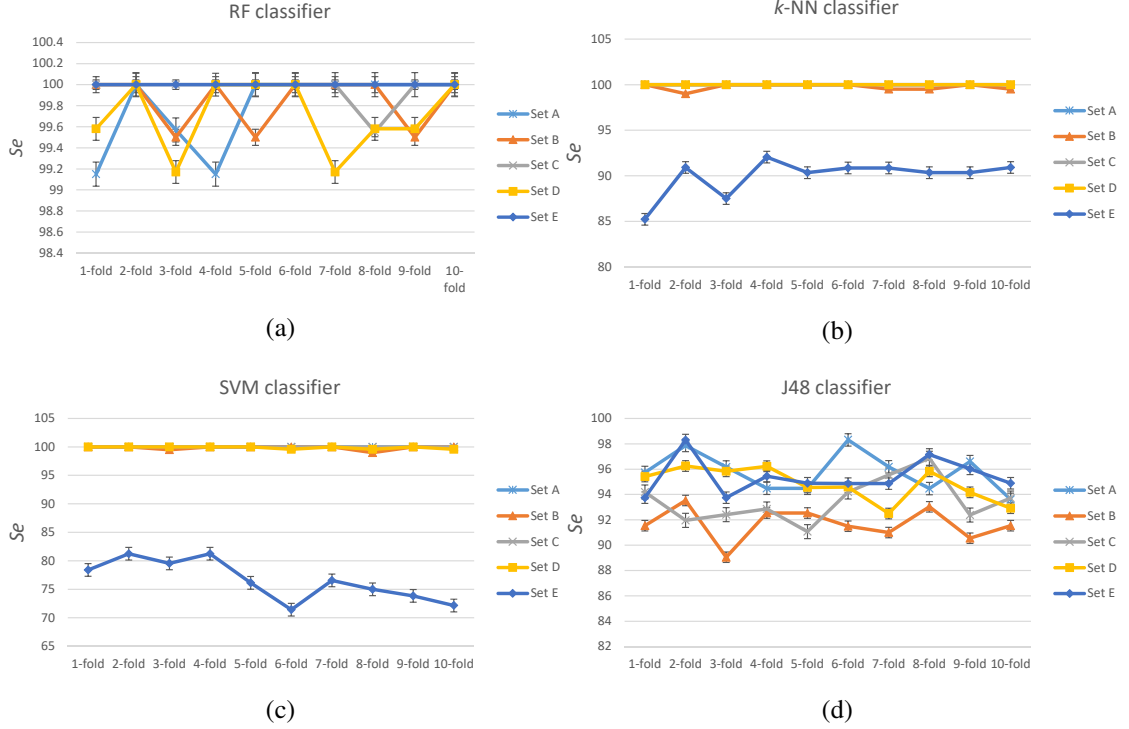 RF classifier
100.4
100.2
100
99.8
99.6
99.4
99.2
99
98.8
98.6
98.4
Se
1-fold 2-fold 3-fold 4-fold 5-fold 6-fold 7-fold 8-fold 9-fold 10-
fold
Set A
Set B
Set C
Set D
Set E
(a)
k-NN classifier
105
100
95
90
85
80
Se
1-fold 2-fold 3-fold 4-fold 5-fold 6-fold 7-fold 8-fold 9-fold 10-fold
Set A
Set B
Set C
Set D
Set E
(b)
SVM classifier
105
100
95
90
85
80
75
70
65
Se
1-fold 2-fold 3-fold 4-fold 5-fold 6-fold 7-fold 8-fold 9-fold 10-fold
Set A
Set B
Set C
Set D
Set E
(c)
J48 classifier
100
98
96
94
92
90
88
86
84
82
Se
1-fold 2-fold 3-fold 4-fold 5-fold 6-fold 7-fold 8-fold 9-fold 10-fold
Set A
Set B
Set C
Set D
Set E
(d)